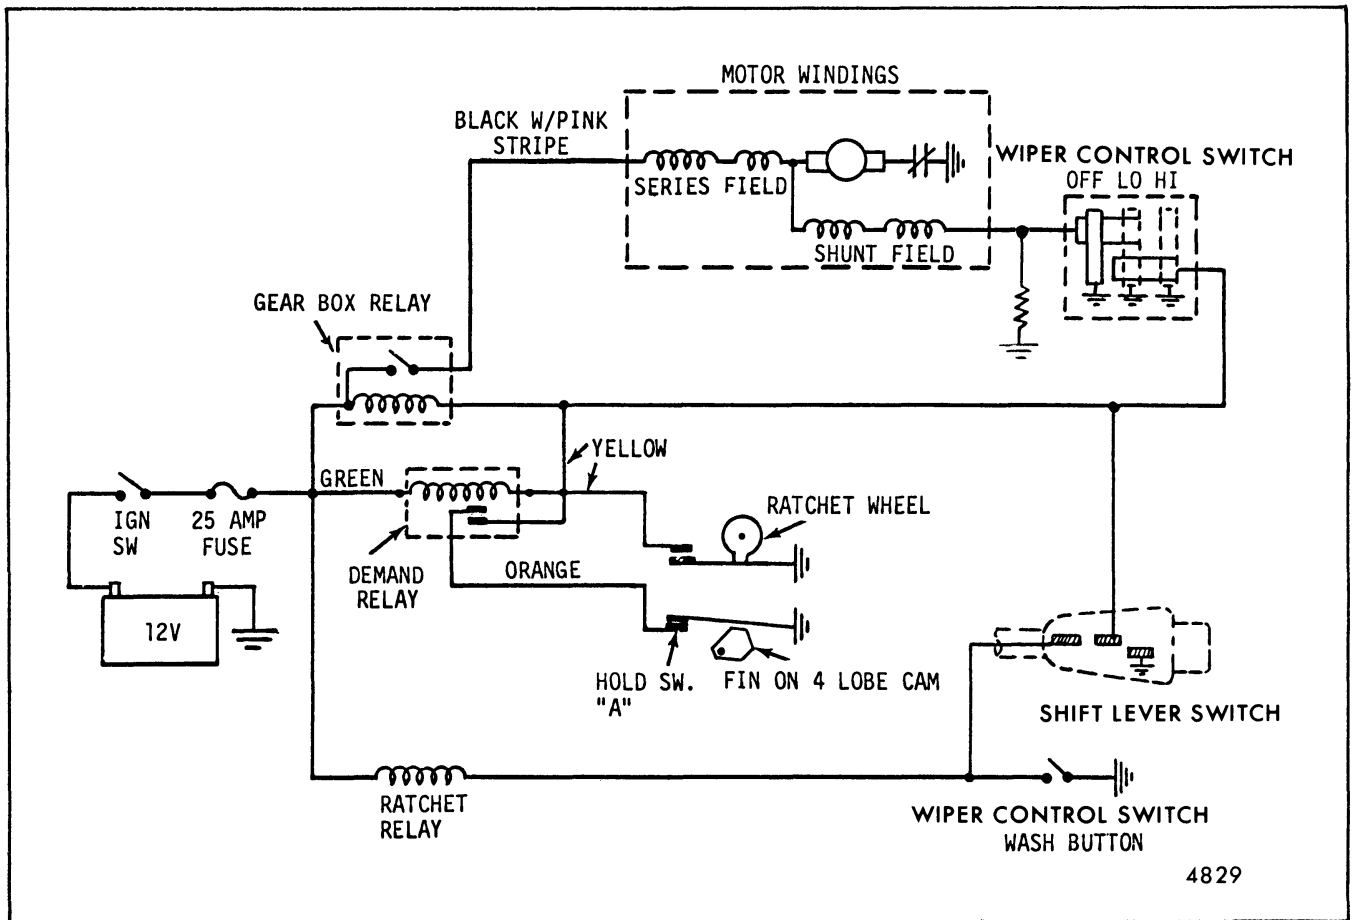 MOTOR WINDINGS
BLACK W/PINK
STRIPE
SERIES FIELD
SHUNT FIELD
WIPER CONTROL SWITCH
OFF LO HI
GEAR BOX RELAY
YELLOW
GREEN
IGN
SW
25 AMP
FUSE
RATCHET WHEEL
DEMAND
RELAY
ORANGE
12V
HOLD SW.
"A"
FIN ON 4 LOBE CAM
SHIFT LEVER SWITCH
RATCHET
RELAY
WIPER CONTROL SWITCH
WASH BUTTON
4829